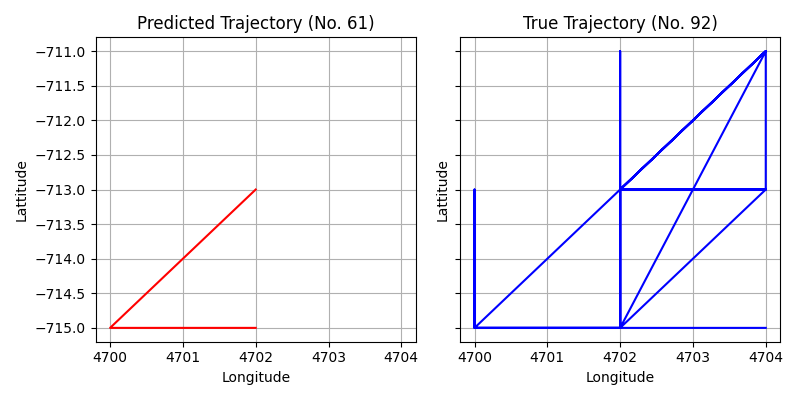 Predicted Trajectory (No. 61)
True Trajectory (No. 92)
−711.0
−711.5
−712.0
−712.5
−713.0
−713.5
−714.0
−714.5
−715.0
Lattitude
Lattitude
4700 4701 4702 4703 4704
4700 4701 4702 4703 4704
Longitude
Longitude